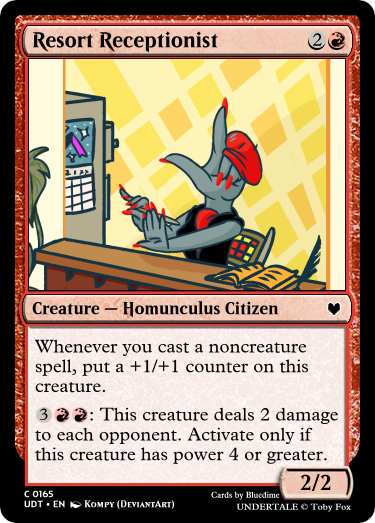 Resort Receptionist 2
Creature — Homunculus Citizen
Whenever you cast a noncreature
spell, put a +1/+1 counter on this
creature.
3: This creature deals 2 damage
to each opponent. Activate only if
this creature has power 4 or greater.
2/2
C 0165
UDT • EN Kompy (DeviantArt)
Cards by Bluedime
UNDERTALE © Toby Fox